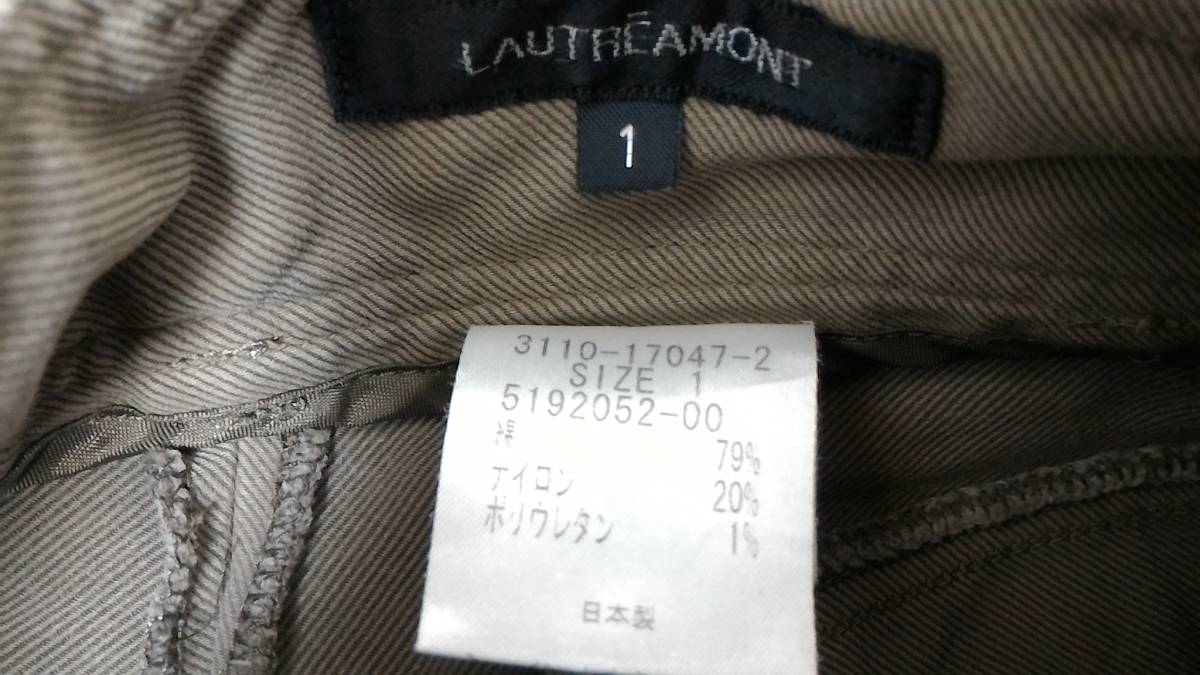 LAUTRÉAMONT
1
3110-17047-2
SIZE 1
5192052-00
綿 79%
ナイロン 20%
ポリウレタン 1%
日本製